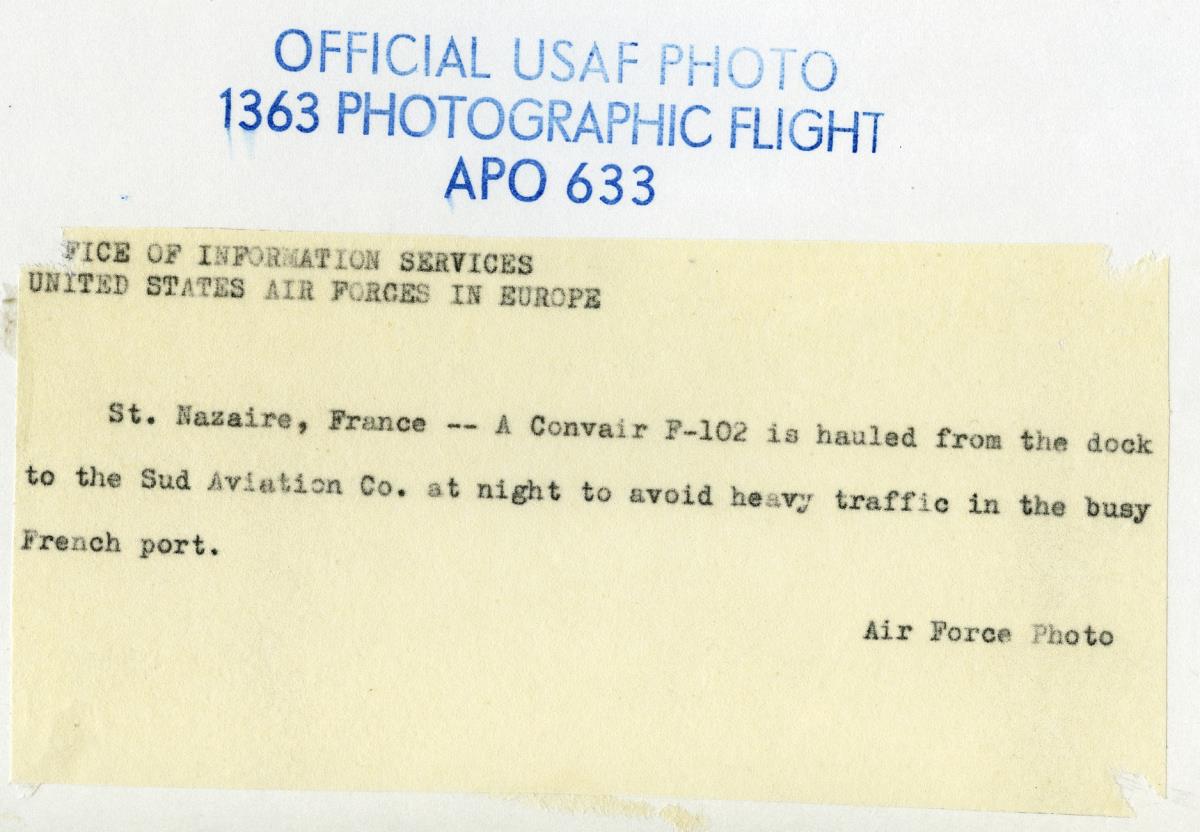 OFFICIAL USAF PHOTO
1363 PHOTOGRAPHIC FLIGHT
APO 633
FICE OF INFORMATION SERVICES
UNITED STATES AIR FORCES IN EUROPE
St. Nazaire, France -- A Convair F-102 is hauled from the dock
to the Sud Aviation Co. at night to avoid heavy traffic in the busy
French port.
Air Force Photo